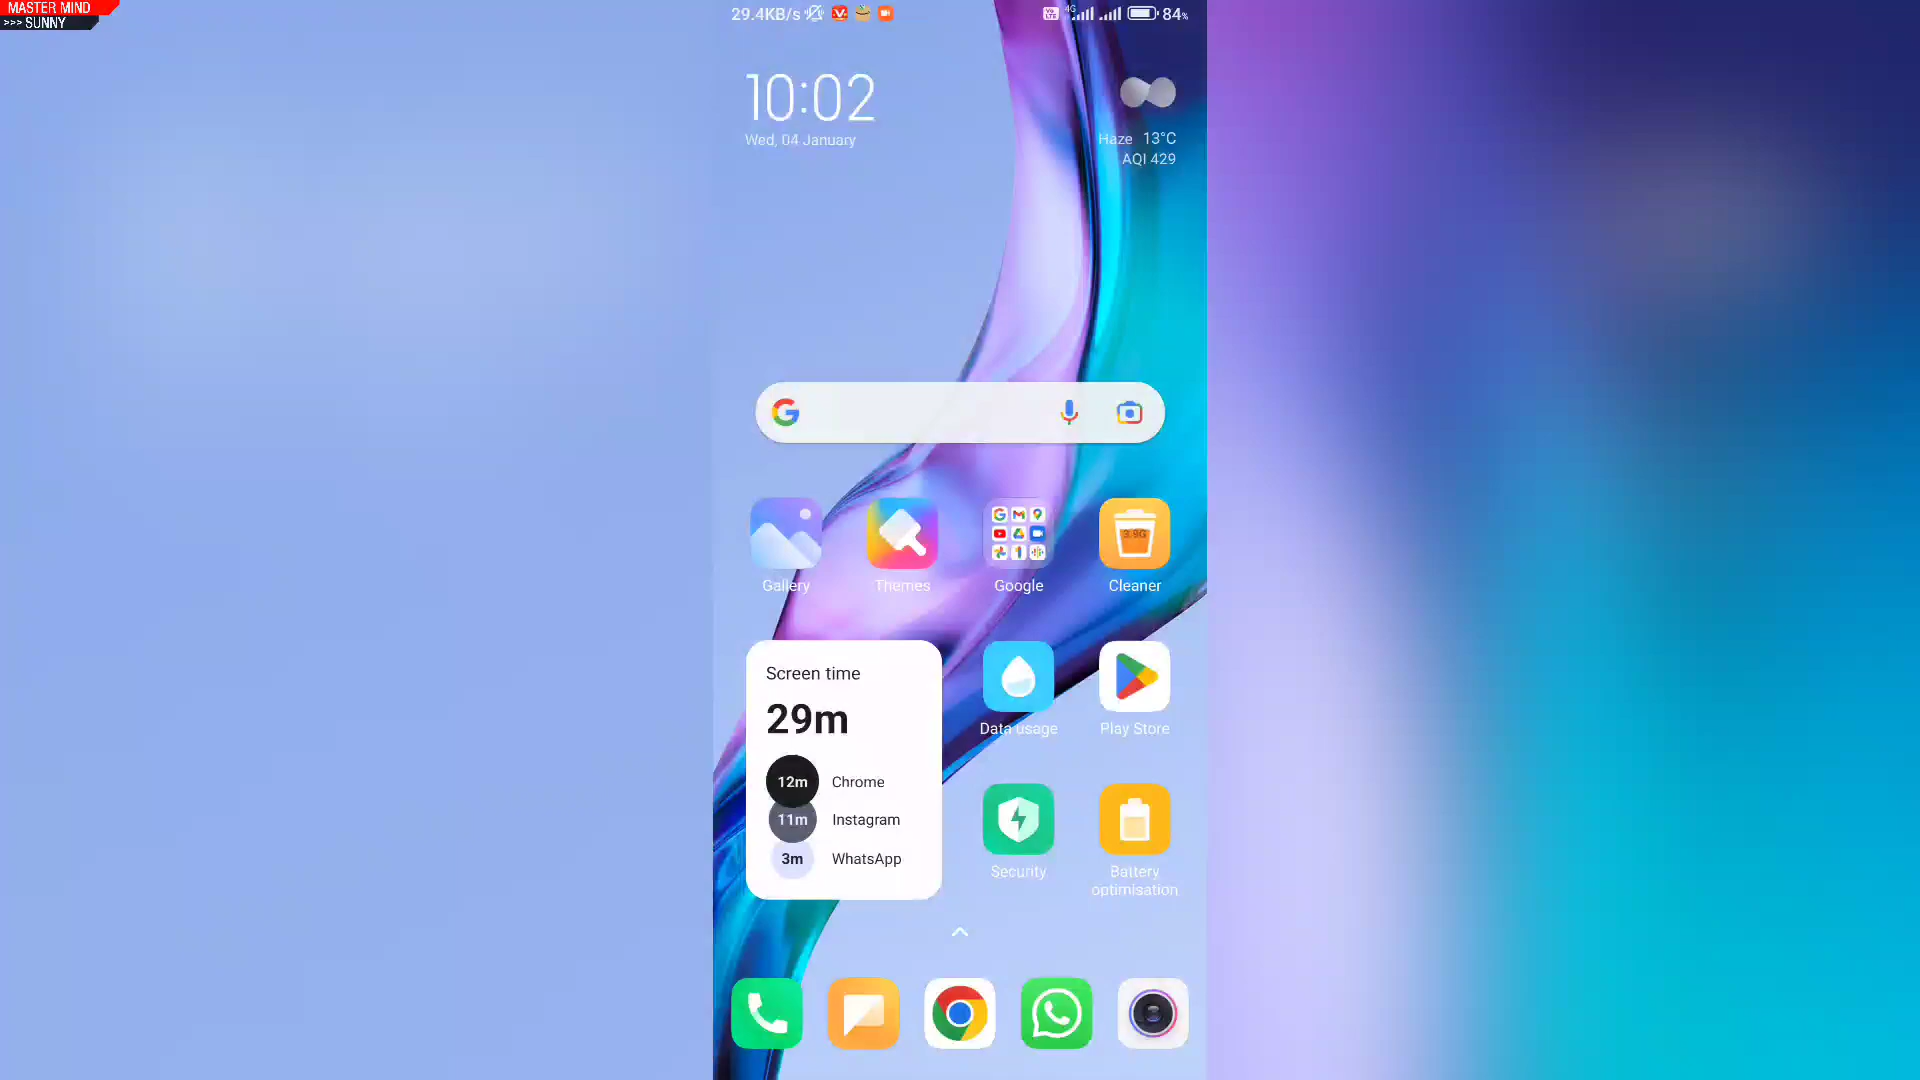 MASTER MIND
>>> SUNNY
29.4KB/s
4G
84%
10:02
Wed, 04 January
Haze 13°C
AQI 429
Gallery
Themes
Google
Cleaner
Screen time
29m
12m Chrome
11m Instagram
3m WhatsApp
Data usage
Play Store
Security
Battery
optimisation